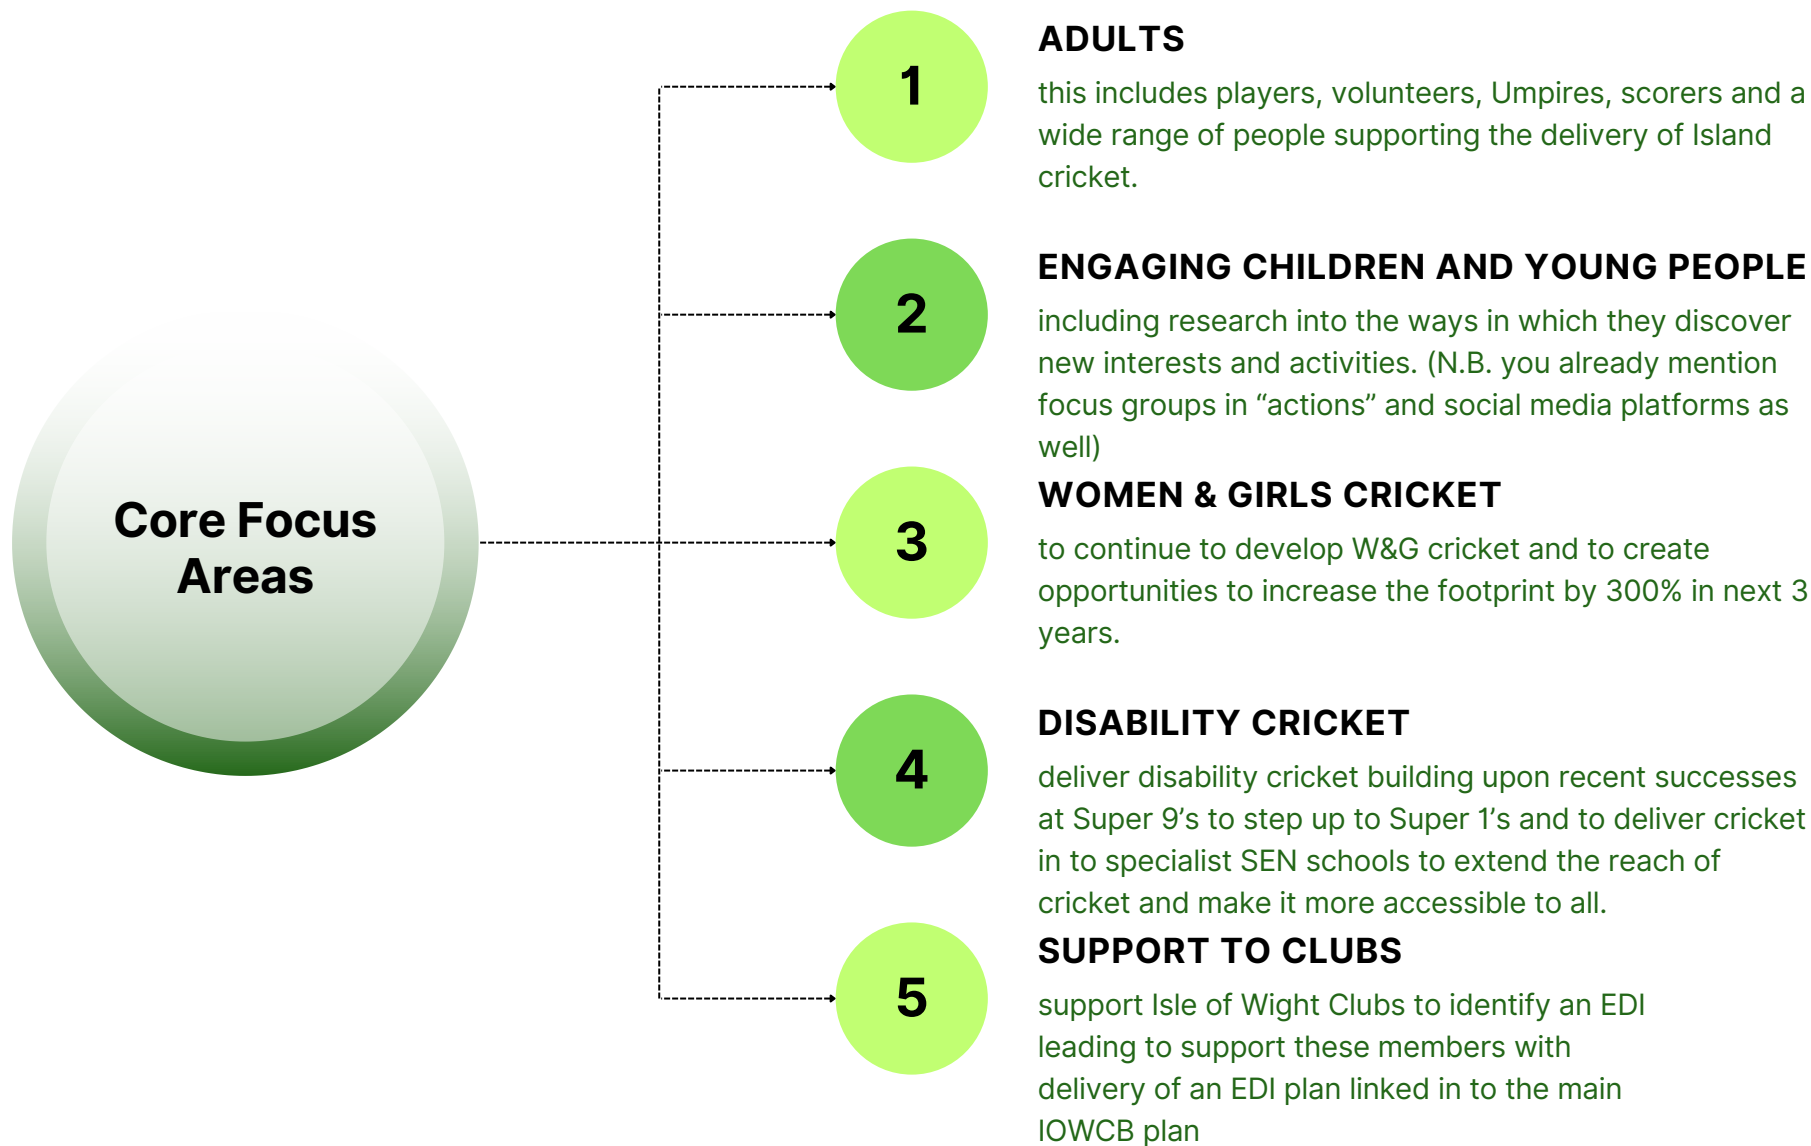 Core Focus
Areas
1
ADULTS
this includes players, volunteers, Umpires, scorers and a
wide range of people supporting the delivery of Island
cricket.
2
ENGAGING CHILDREN AND YOUNG PEOPLE
including research into the ways in which they discover
new interests and activities. (N.B. you already mention
focus groups in “actions” and social media platforms as
well)
3
WOMEN & GIRLS CRICKET
to continue to develop W&G cricket and to create
opportunities to increase the footprint by 300% in next 3
years.
4
DISABILITY CRICKET
deliver disability cricket building upon recent successes
at Super 9’s to step up to Super 1’s and to deliver cricket
in to specialist SEN schools to extend the reach of
cricket and make it more accessible to all.
5
SUPPORT TO CLUBS
support Isle of Wight Clubs to identify an EDI
leading to support these members with
delivery of an EDI plan linked in to the main
IOWCB plan